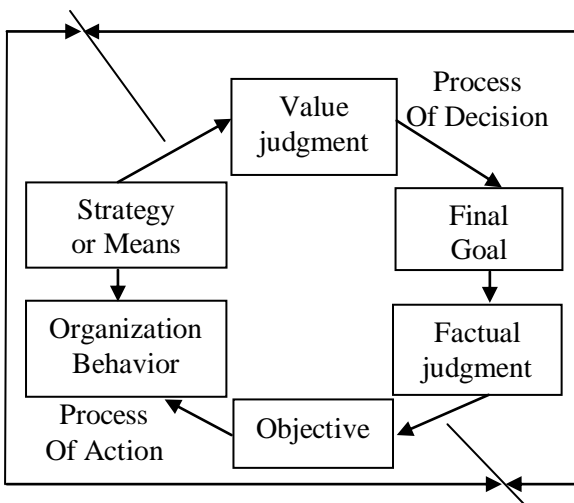 Process
Of Decision
Value
judgment
Strategy
or Means
Final
Goal
Organization
Behavior
Factual
judgment
Process
Of Action
Objective